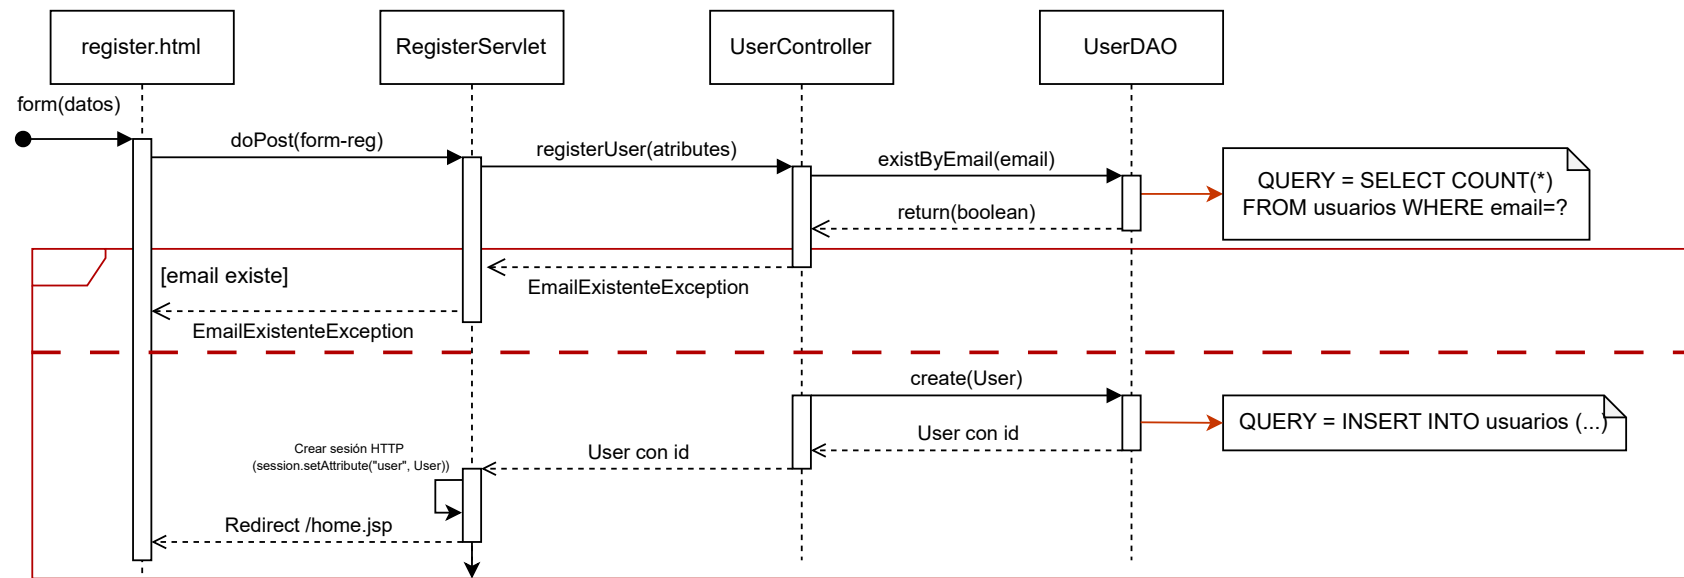 register.html
RegisterServlet
UserController
UserDAO
form(datos)
doPost(form-reg)
registerUser(atributes)
existByEmail(email)
QUERY = SELECT COUNT(*)
FROM usuarios WHERE email=?
return(boolean)
[email existe]
EmailExistenteException
EmailExistenteException
create(User)
QUERY = INSERT INTO usuarios (...)
User con id
User con id
Crear sesión HTTP
(session.setAttribute("user", User))
Redirect /home.jsp